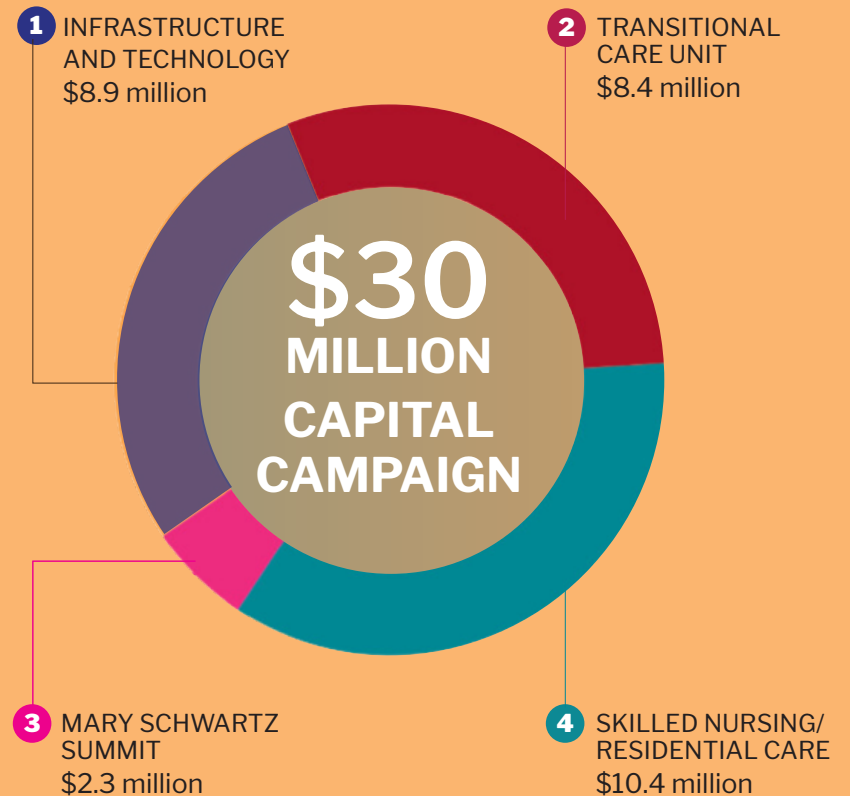 1
INFRASTRUCTURE
AND TECHNOLOGY
$8.9 million
2
TRANSITIONAL
CARE UNIT
$8.4 million
$30
MILLION
CAPITAL
CAMPAIGN
3
MARY SCHWARTZ
SUMMIT
$2.3 million
4
SKILLED NURSING/
RESIDENTIAL CARE
$10.4 million